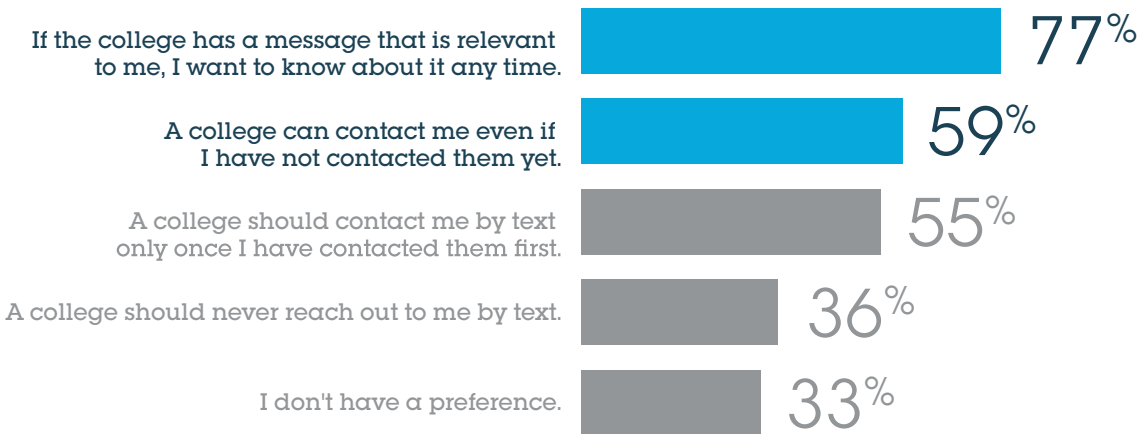 If the college has a message that is relevant
to me, I want to know about it any time.
77%
A college can contact me even if
I have not contacted them yet.
59%
A college should contact me by text
only once I have contacted them first.
55%
A college should never reach out to me by text.
36%
I don't have a preference.
33%